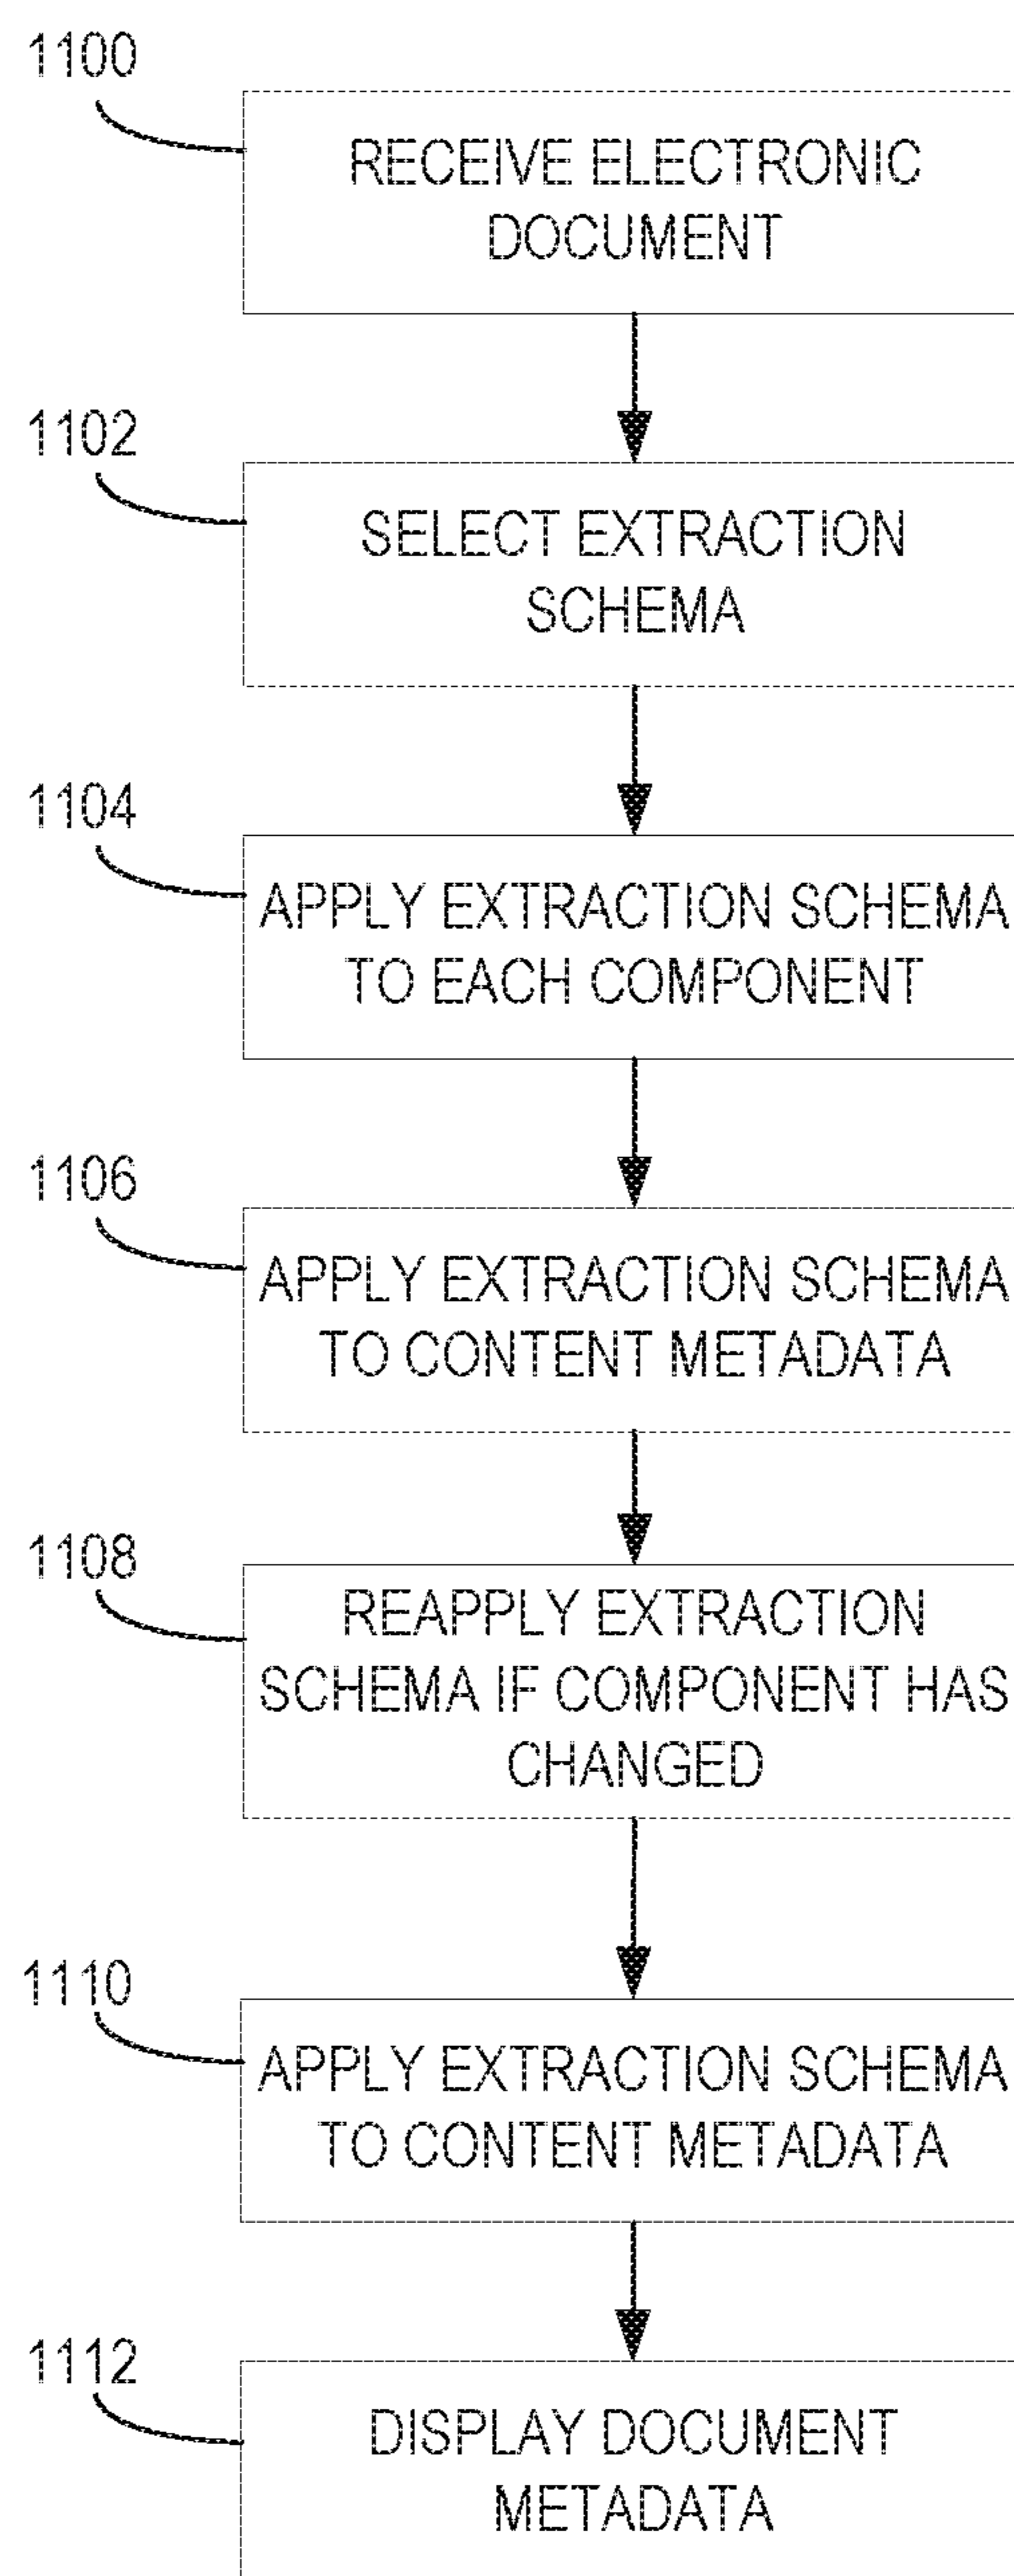 1100
RECEIVE ELECTRONIC
DOCUMENT
1102
SELECT EXTRACTION
SCHEMA
1104
APPLY EXTRACTION SCHEMA
TO EACH COMPONENT
1106
APPLY EXTRACTION SCHEMA
TO CONTENT METADATA
1108
REAPPLY EXTRACTION
SCHEMA IF COMPONENT HAS
CHANGED
1110
APPLY EXTRACTION SCHEMA
TO CONTENT METADATA
1112
DISPLAY DOCUMENT
METADATA